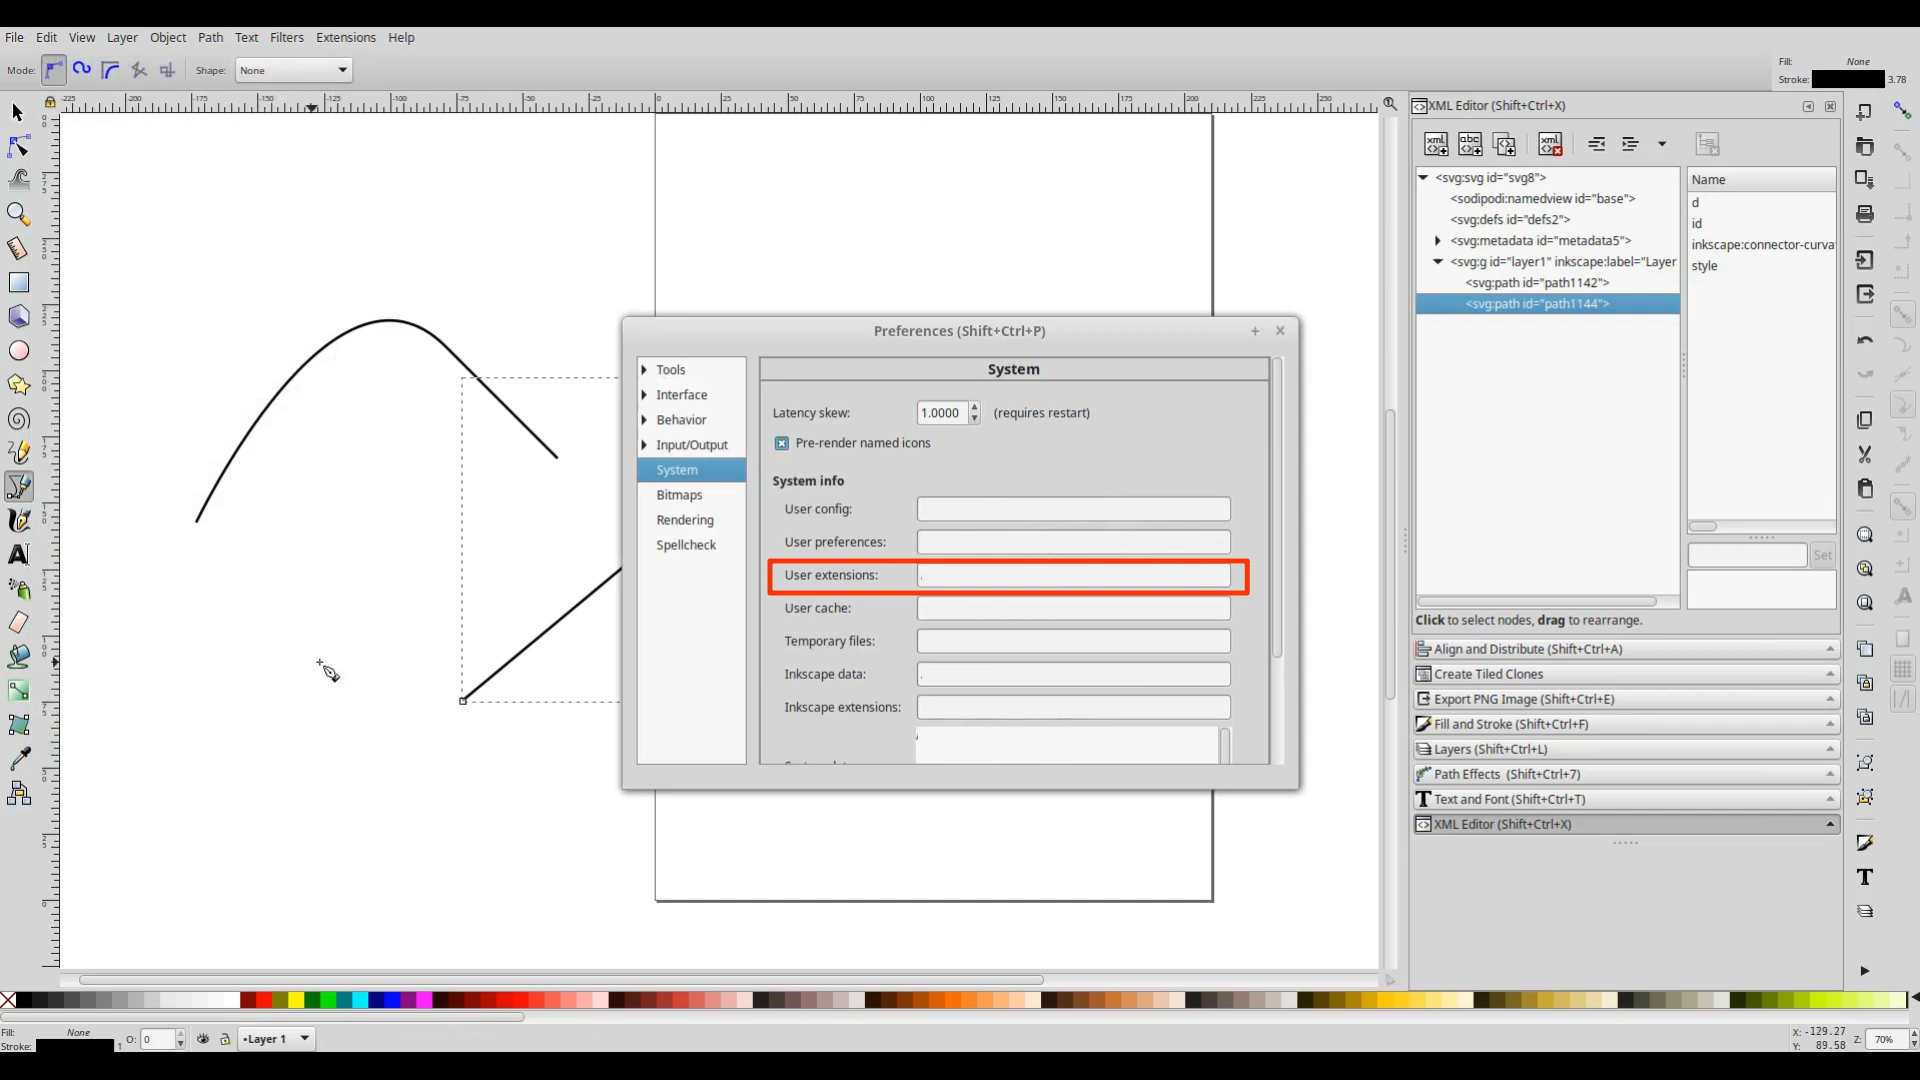 File Edit View Layer Object Path Text Filters Extensions Help
Mode: Shape: None
Fill: None
Stroke: 3.78
XML Editor (Shift+Ctrl+X)
<svg:svg id="svg8">
<sodipodi:namedview id="base">
<svg:defs id="defs2">
<svg:metadata id="metadata5">
<svg:g id="layer1" inkscape:label="Layer
<svg:path id="path1142">
<svg:path id="path1144">
Name
d
id
inkscape:connector-curva
style
Set
Click to select nodes, drag to rearrange.
Align and Distribute (Shift+Ctrl+A)
Create Tiled Clones
Export PNG Image (Shift+Ctrl+E)
Fill and Stroke (Shift+Ctrl+F)
Layers (Shift+Ctrl+L)
Path Effects (Shift+Ctrl+7)
Text and Font (Shift+Ctrl+T)
XML Editor (Shift+Ctrl+X)
Preferences (Shift+Ctrl+P)
Tools
Interface
Behavior
Input/Output
System
Bitmaps
Rendering
Spellcheck
System
Latency skew: 1.0000 (requires restart)
Pre-render named icons
System info
User config:
User preferences:
User extensions:
User cache:
Temporary files:
Inkscape data:
Inkscape extensions:
Fill: None
Stroke: 1 O: 0 •Layer 1
X: -129.27
Y: 89.58
Z: 70%